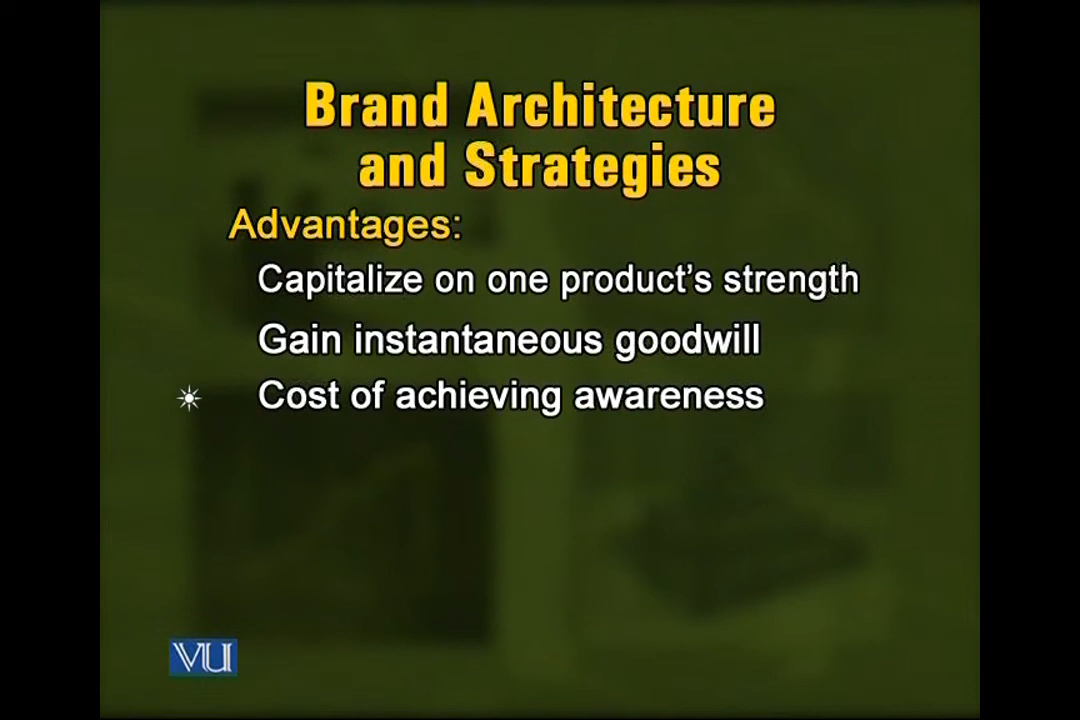 Brand Architecture
and Strategies
Advantages:
Capitalize on one product's strength
Gain instantaneous goodwill
Cost of achieving awareness
VU